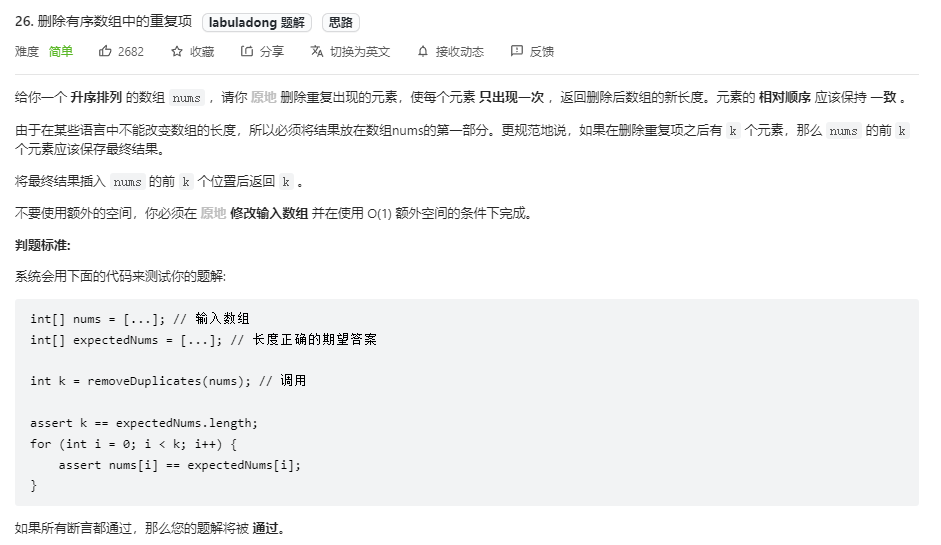 26. 删除有序数组中的重复项 labuladong 题解 思路
难度 简单 2682 收藏 分享 切换为英文 接收动态 反馈
给你一个 升序排列 的数组 nums ，请你 原地 删除重复出现的元素，使每个元素 只出现一次 ，返回删除后数组的新长度。元素的 相对顺序 应该保持 一致 。
由于在某些语言中不能改变数组的长度，所以必须将结果放在数组nums的第一部分。更规范地说，如果在删除重复项之后有 k 个元素，那么 nums 的前 k
个元素应该保存最终结果。
将最终结果插入 nums 的前 k 个位置后返回 k 。
不要使用额外的空间，你必须在 原地 修改输入数组 并在使用 O(1) 额外空间的条件下完成。
判题标准:
系统会用下面的代码来测试你的题解:
int[] nums = [...]; // 输入数组
int[] expectedNums = [...]; // 长度正确的期望答案
int k = removeDuplicates(nums); // 调用
assert k == expectedNums.length;
for (int i = 0; i < k; i++) {
    assert nums[i] == expectedNums[i];
}
如果所有断言都通过，那么您的题解将被 通过。